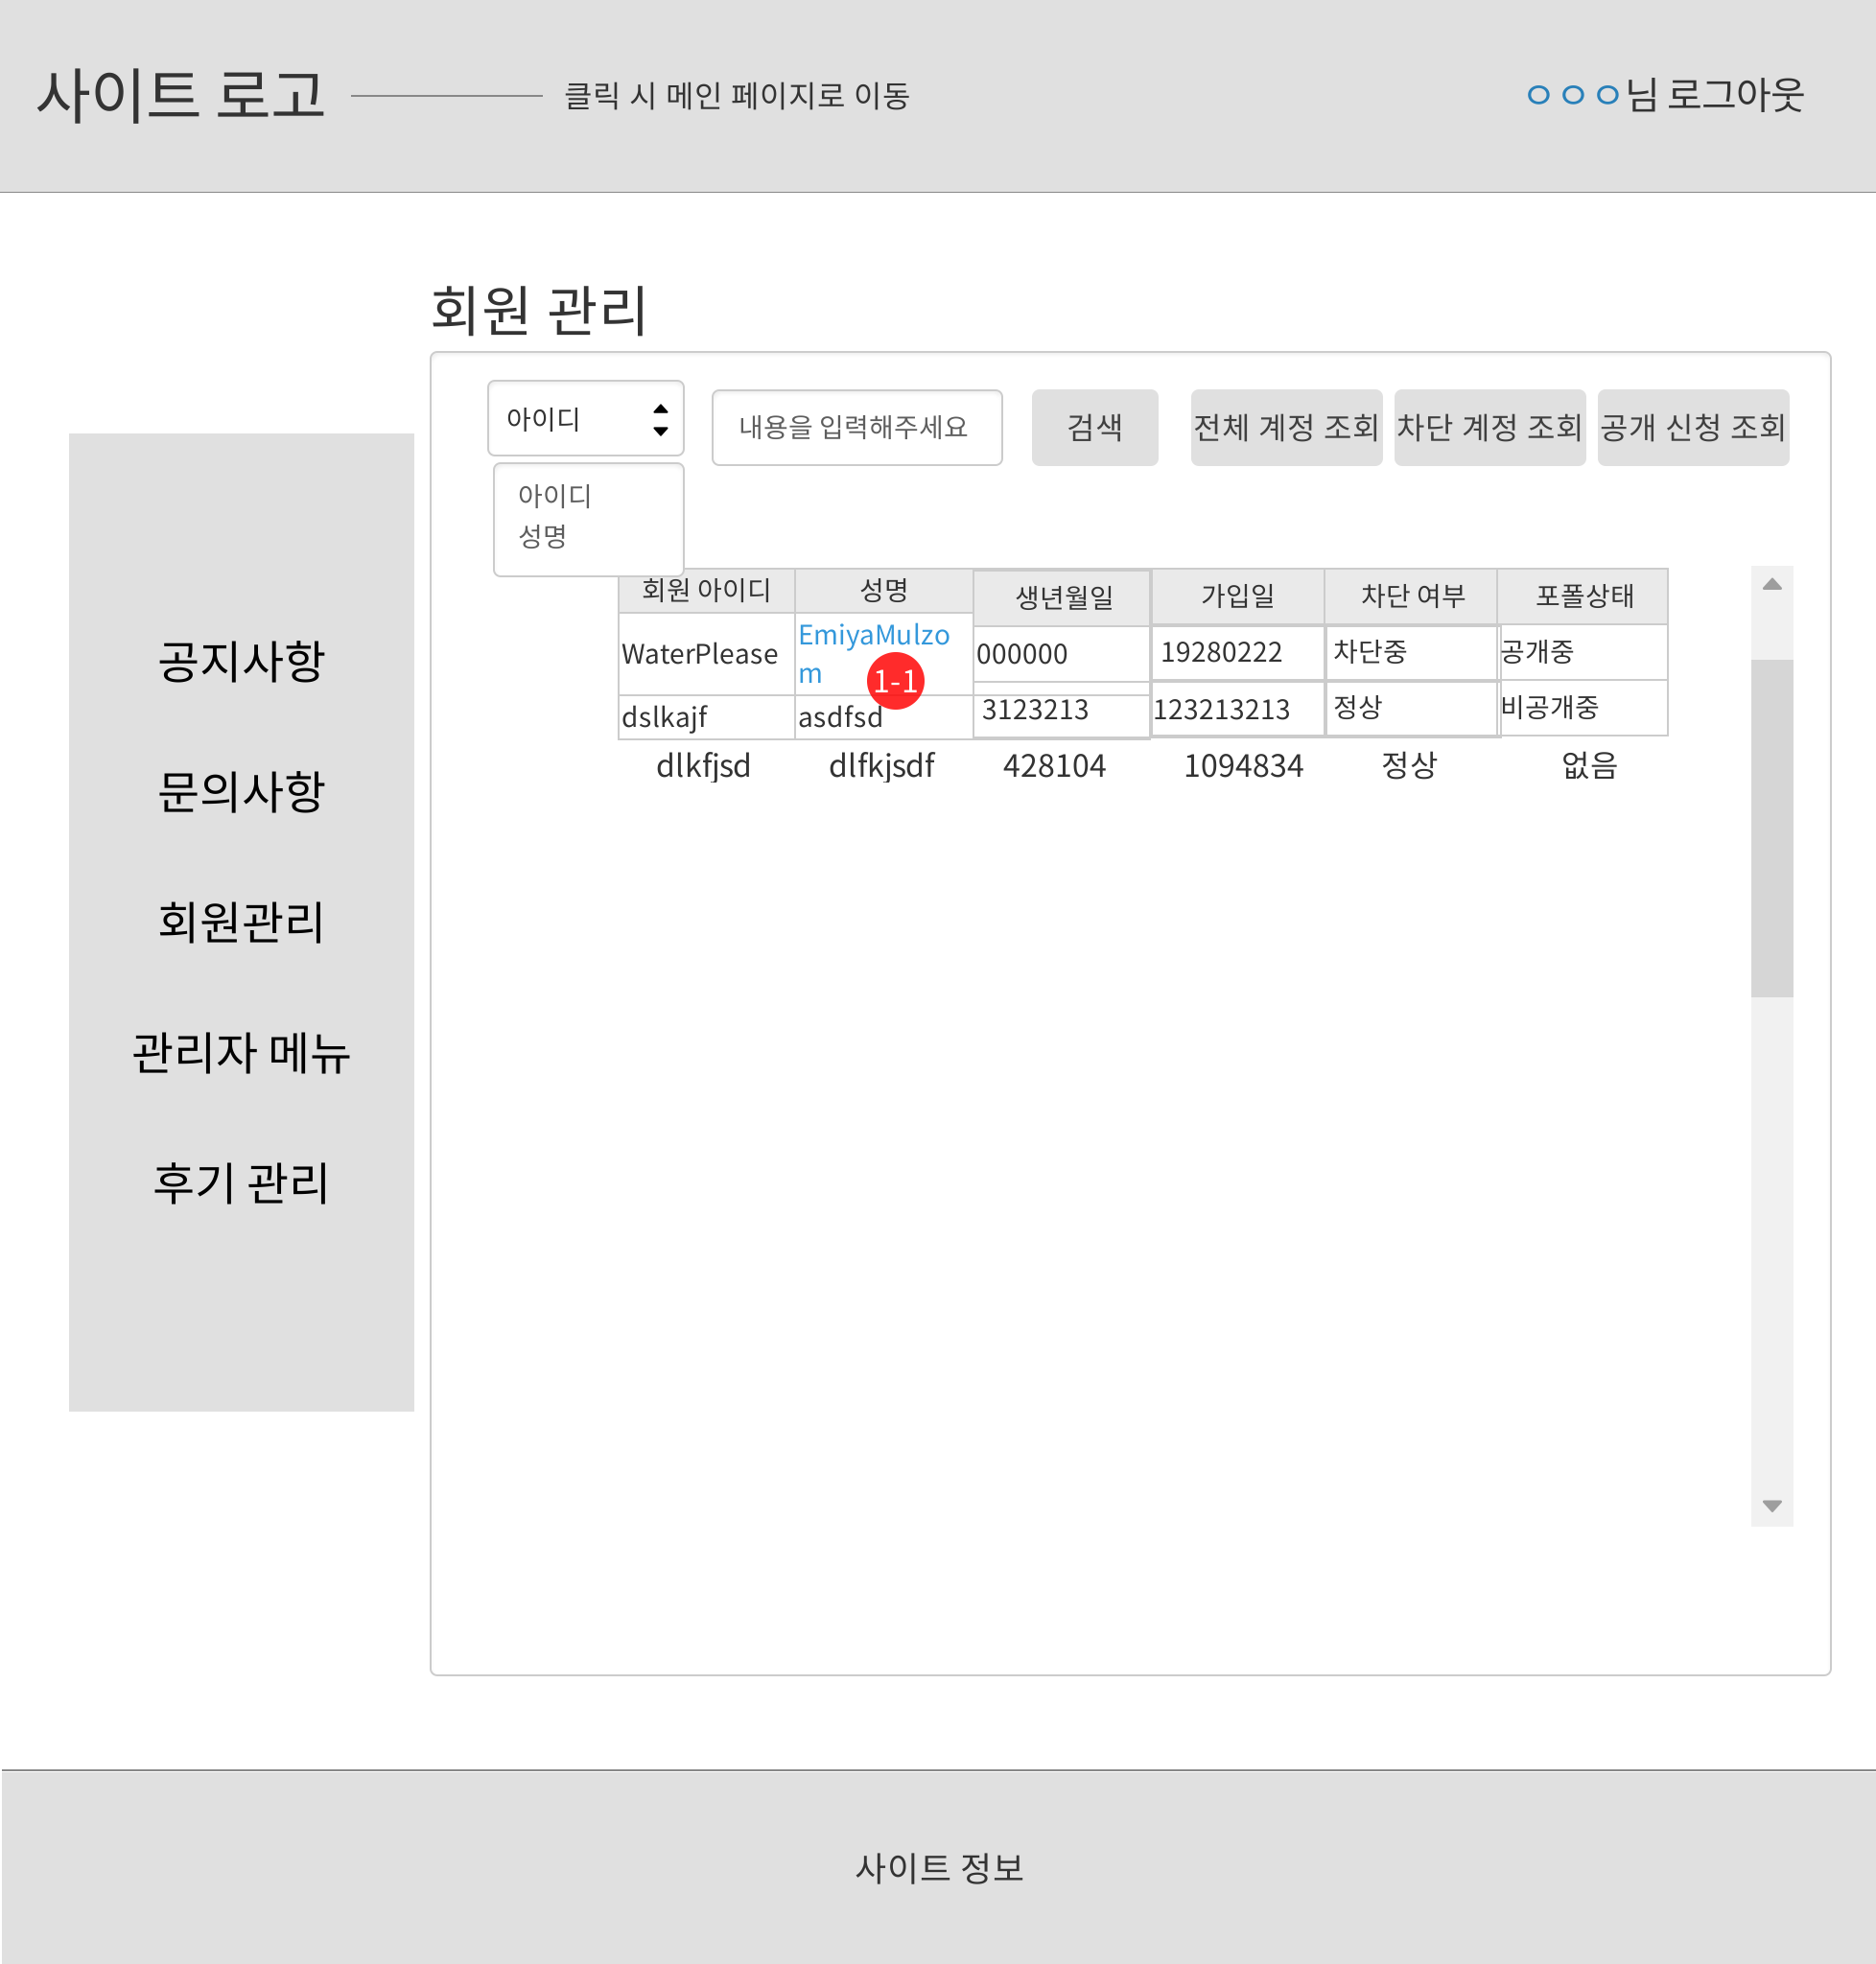 사이트 로고
클릭 시 메인 페이지로 이동
ㅇㅇㅇ님 로그아웃
회원 관리
아이디
내용을 입력해주세요
검색
전체 계정 조회
차단 계정 조회
공개 신청 조회
아이디
성명
공지사항
문의사항
회원관리
관리자 메뉴
후기 관리
회원 아이디 성명 생년월일 가입일 차단 여부 포폴상태
WaterPlease EmiyaMulzo
m 000000 19280222 차단중 공개중
1-1
dslkajf asdfsd 3123213 123213213 정상 비공개중
dlkfjsd dlfkjsdf 428104 1094834 정상 없음
사이트 정보